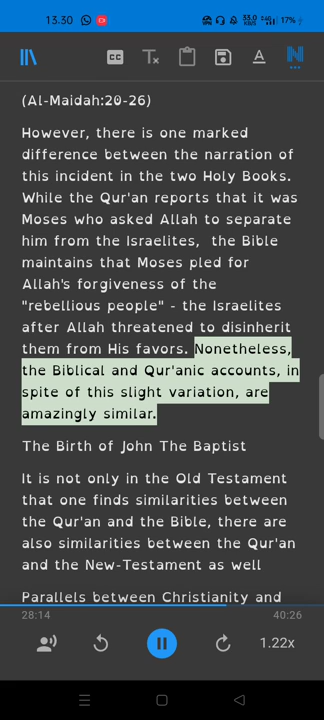 13.30
33.0 KB/S
17%
CC
A
N
(Al-Maidah:20-26)
However, there is one marked
difference between the narration of
this incident in the two Holy Books.
While the Qur'an reports that it was
Moses who asked Allah to separate
him from the Israelites, the Bible
maintains that Moses pled for
Allah's forgiveness of the
"rebellious people" - the Israelites
after Allah threatened to disinherit
them from His favors. Nonetheless,
the Biblical and Qur'anic accounts, in
spite of this slight variation, are
amazingly similar.
The Birth of John The Baptist
It is not only in the Old Testament
that one finds similarities between
the Qur'an and the Bible, there are
also similarities between the Qur'an
and the New-Testament as well
Parallels between Christianity and
28:14
40:26
1.22x